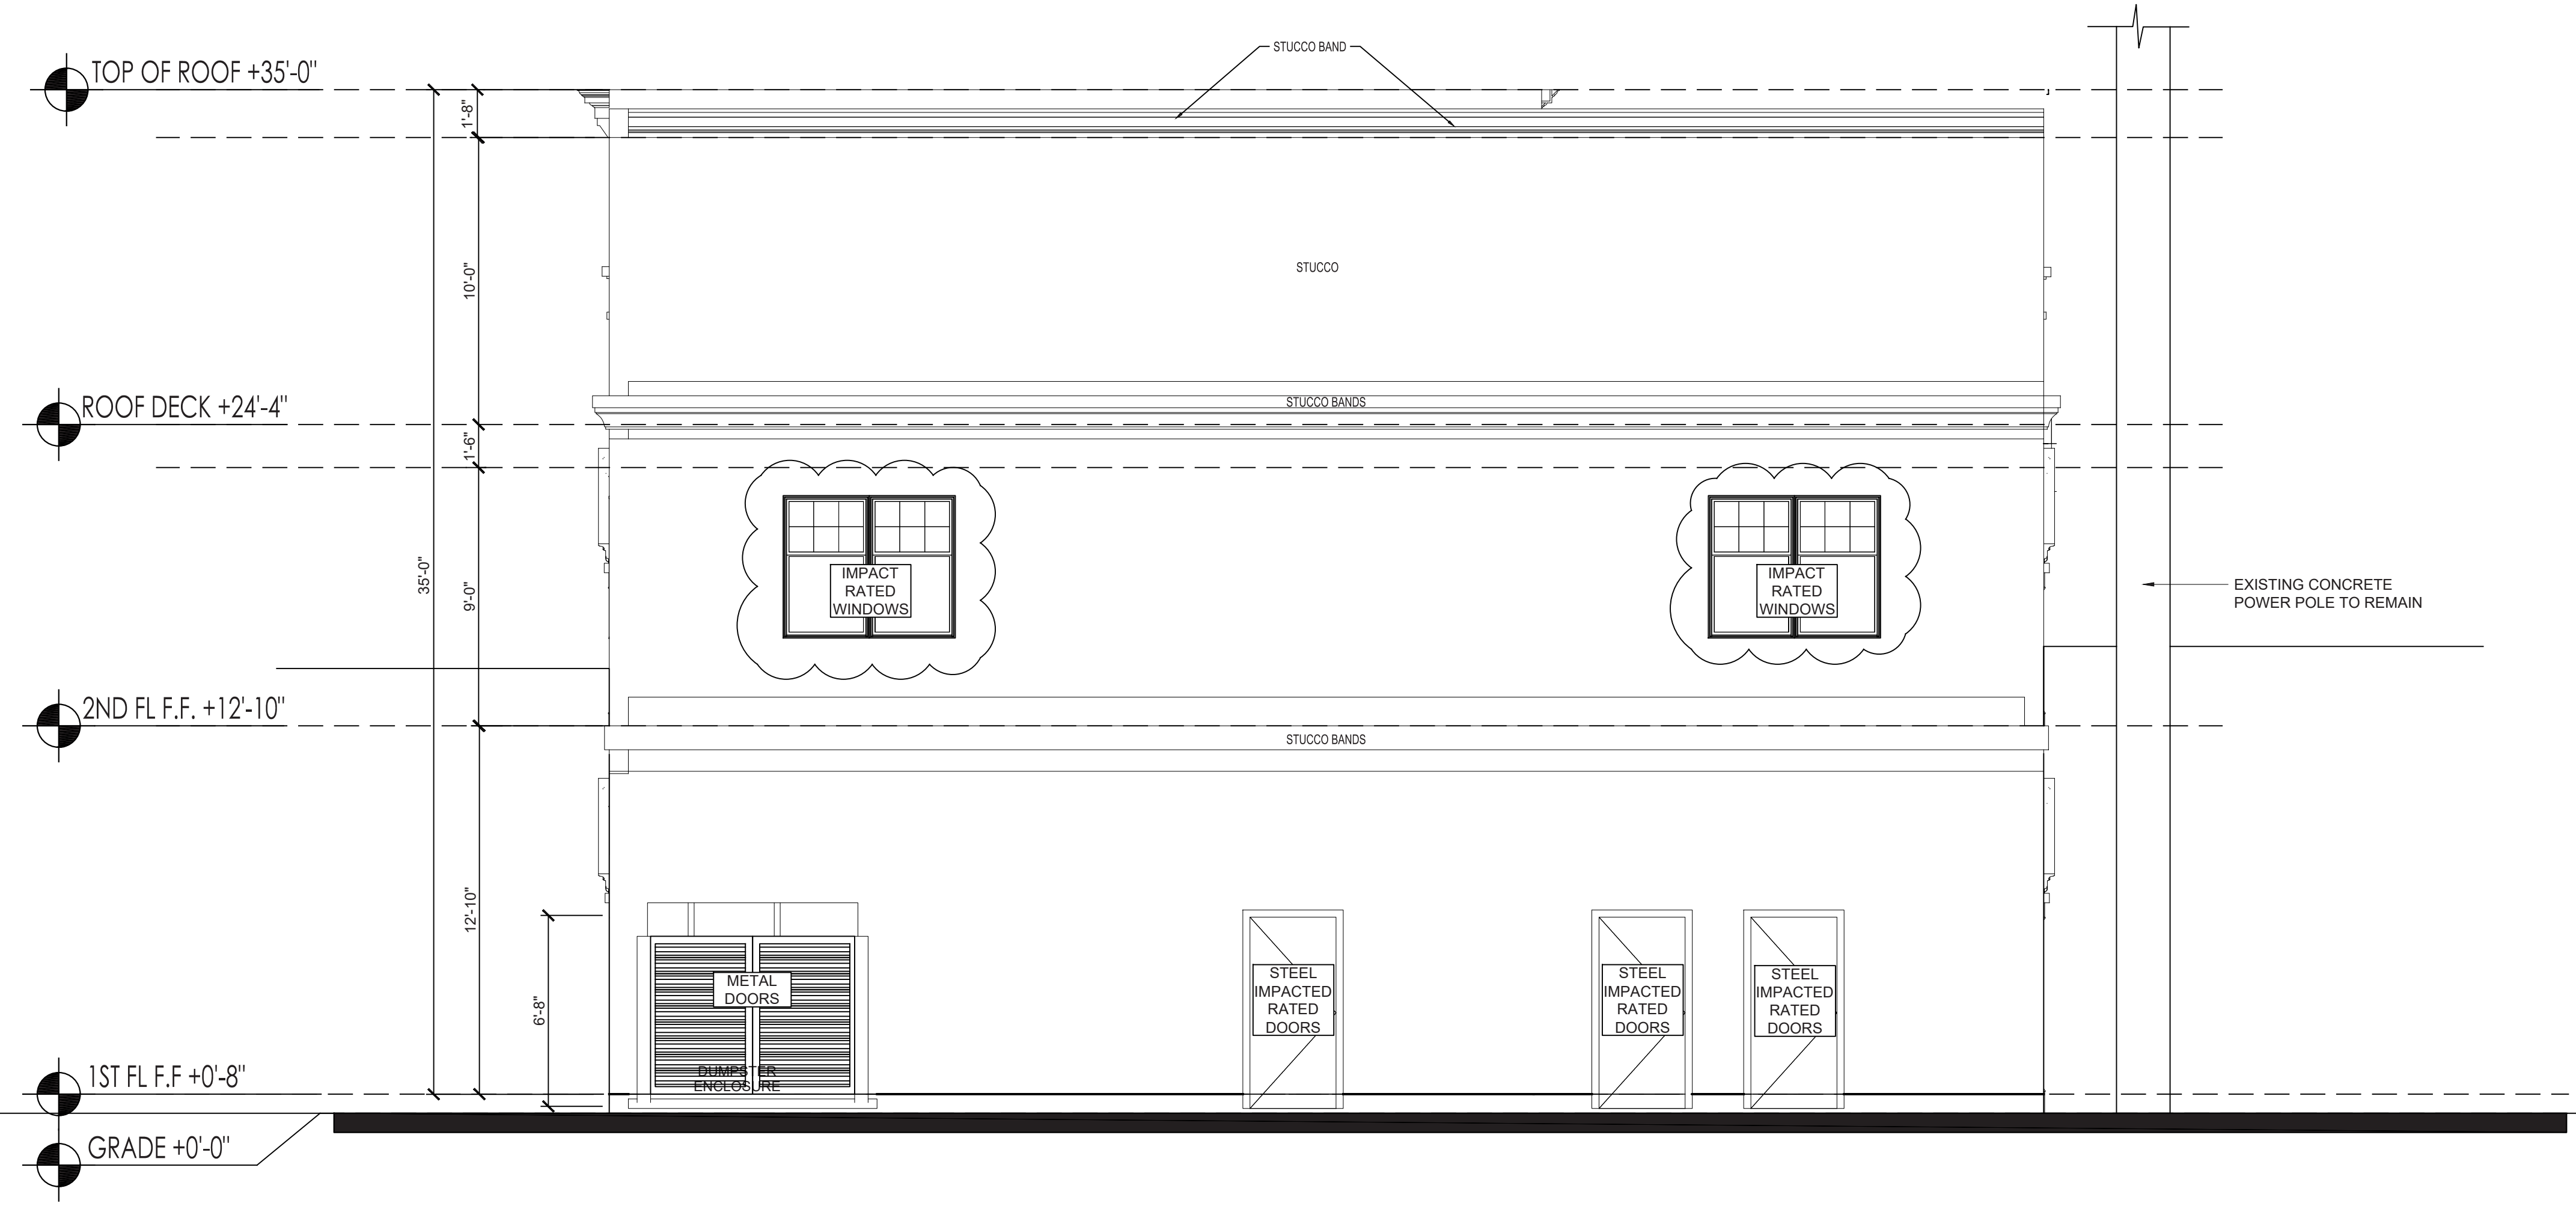 STUCCO BAND
TOP OF ROOF +35'-0"
1'-8"
10'-0"
STUCCO
ROOF DECK +24'-4"
STUCCO BANDS
1'-6"
35'-0"
9'-0"
IMPACT
RATED
WINDOWS
IMPACT
RATED
WINDOWS
EXISTING CONCRETE
POWER POLE TO REMAIN
2ND FL F.F. +12'-10"
STUCCO BANDS
12'-10"
6'-8"
METAL
DOORS
DUMPSTER
ENCLOSURE
STEEL
IMPACTED
RATED
DOORS
STEEL
IMPACTED
RATED
DOORS
STEEL
IMPACTED
RATED
DOORS
1ST FL F.F +0'-8"
GRADE +0'-0"